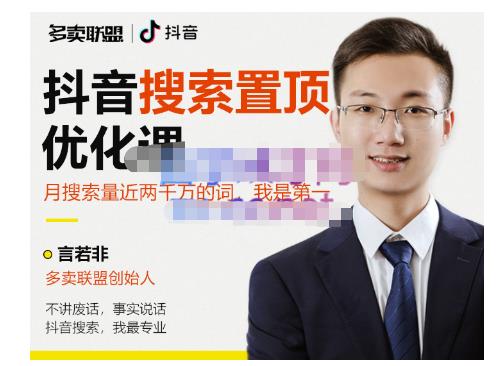 多卖联盟 抖音
抖音搜索置顶
优化课
月搜索量近两千万的词，我是第一
言若非
多卖联盟创始人
不讲废话，事实说话
抖音搜索，我最专业